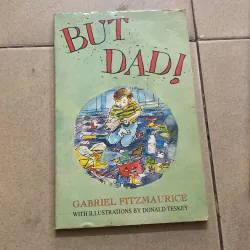 BUT
DAD!
GABRIEL FITZMAURICE
WITH ILLUSTRATIONS BY DONALD TESKEY